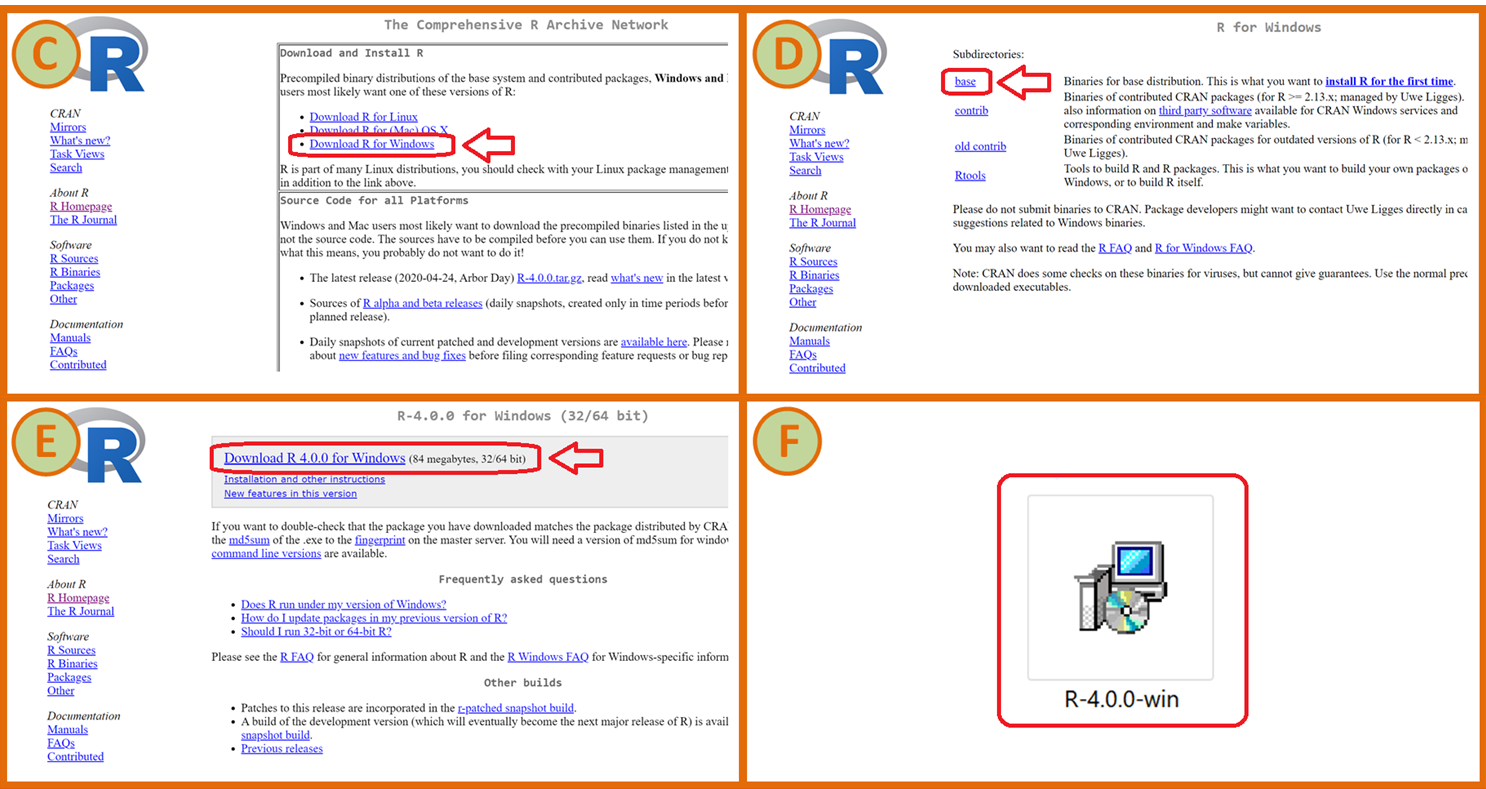 C
R
The Comprehensive R Archive Network
CRAN
Mirrors
What's new?
Task Views
Search
About R
R Homepage
The R Journal
Software
R Sources
R Binaries
Packages
Other
Documentation
Manuals
FAQs
Contributed
Download and Install R
Precompiled binary distributions of the base system and contributed packages, Windows and
users most likely want one of these versions of R:
• Download R for Linux
• Download R for (Mac) OS X
• Download R for Windows
R is part of many Linux distributions, you should check with your Linux package management
in addition to the link above.
Source Code for all Platforms
Windows and Mac users most likely want to download the precompiled binaries listed in the u
not the source code. The sources have to be compiled before you can use them. If you do not k
what this means, you probably do not want to do it!
• The latest release (2020-04-24, Arbor Day) R-4.0.0.tar.gz, read what's new in the latest v
• Sources of R alpha and beta releases (daily snapshots, created only in time periods befor
planned release).
• Daily snapshots of current patched and development versions are available here. Please r
about new features and bug fixes before filing corresponding feature requests or bug rep
D
R
R for Windows
CRAN
Mirrors
What's new?
Task Views
Search
About R
R Homepage
The R Journal
Software
R Sources
R Binaries
Packages
Other
Documentation
Manuals
FAQs
Contributed
Subdirectories:
base Binaries for base distribution. This is what you want to install R for the first time.
contrib Binaries of contributed CRAN packages (for R >= 2.13.x; managed by Uwe Ligges).
also information on third party software available for CRAN Windows services and
corresponding environment and make variables.
old contrib Binaries of contributed CRAN packages for outdated versions of R (for R < 2.13.x; m
Uwe Ligges).
Rtools Tools to build R and R packages. This is what you want to build your own packages o
Windows, or to build R itself.
Please do not submit binaries to CRAN. Package developers might want to contact Uwe Ligges directly in ca
suggestions related to Windows binaries.
You may also want to read the R FAQ and R for Windows FAQ.
Note: CRAN does some checks on these binaries for viruses, but cannot give guarantees. Use the normal prec
downloaded executables.
E
R
R-4.0.0 for Windows (32/64 bit)
CRAN
Mirrors
What's new?
Task Views
Search
About R
R Homepage
The R Journal
Software
R Sources
R Binaries
Packages
Other
Documentation
Manuals
FAQs
Contributed
Download R 4.0.0 for Windows (84 megabytes, 32/64 bit)
Installation and other instructions
New features in this version
If you want to double-check that the package you have downloaded matches the package distributed by CRA
the md5sum of the .exe to the fingerprint on the master server. You will need a version of md5sum for windo
command line versions are available.
Frequently asked questions
• Does R run under my version of Windows?
• How do I update packages in my previous version of R?
• Should I run 32-bit or 64-bit R?
Please see the R FAQ for general information about R and the R Windows FAQ for Windows-specific inform
Other builds
• Patches to this release are incorporated in the r-patched snapshot build.
• A build of the development version (which will eventually become the next major release of R) is avail
snapshot build.
• Previous releases
F
R-4.0.0-win